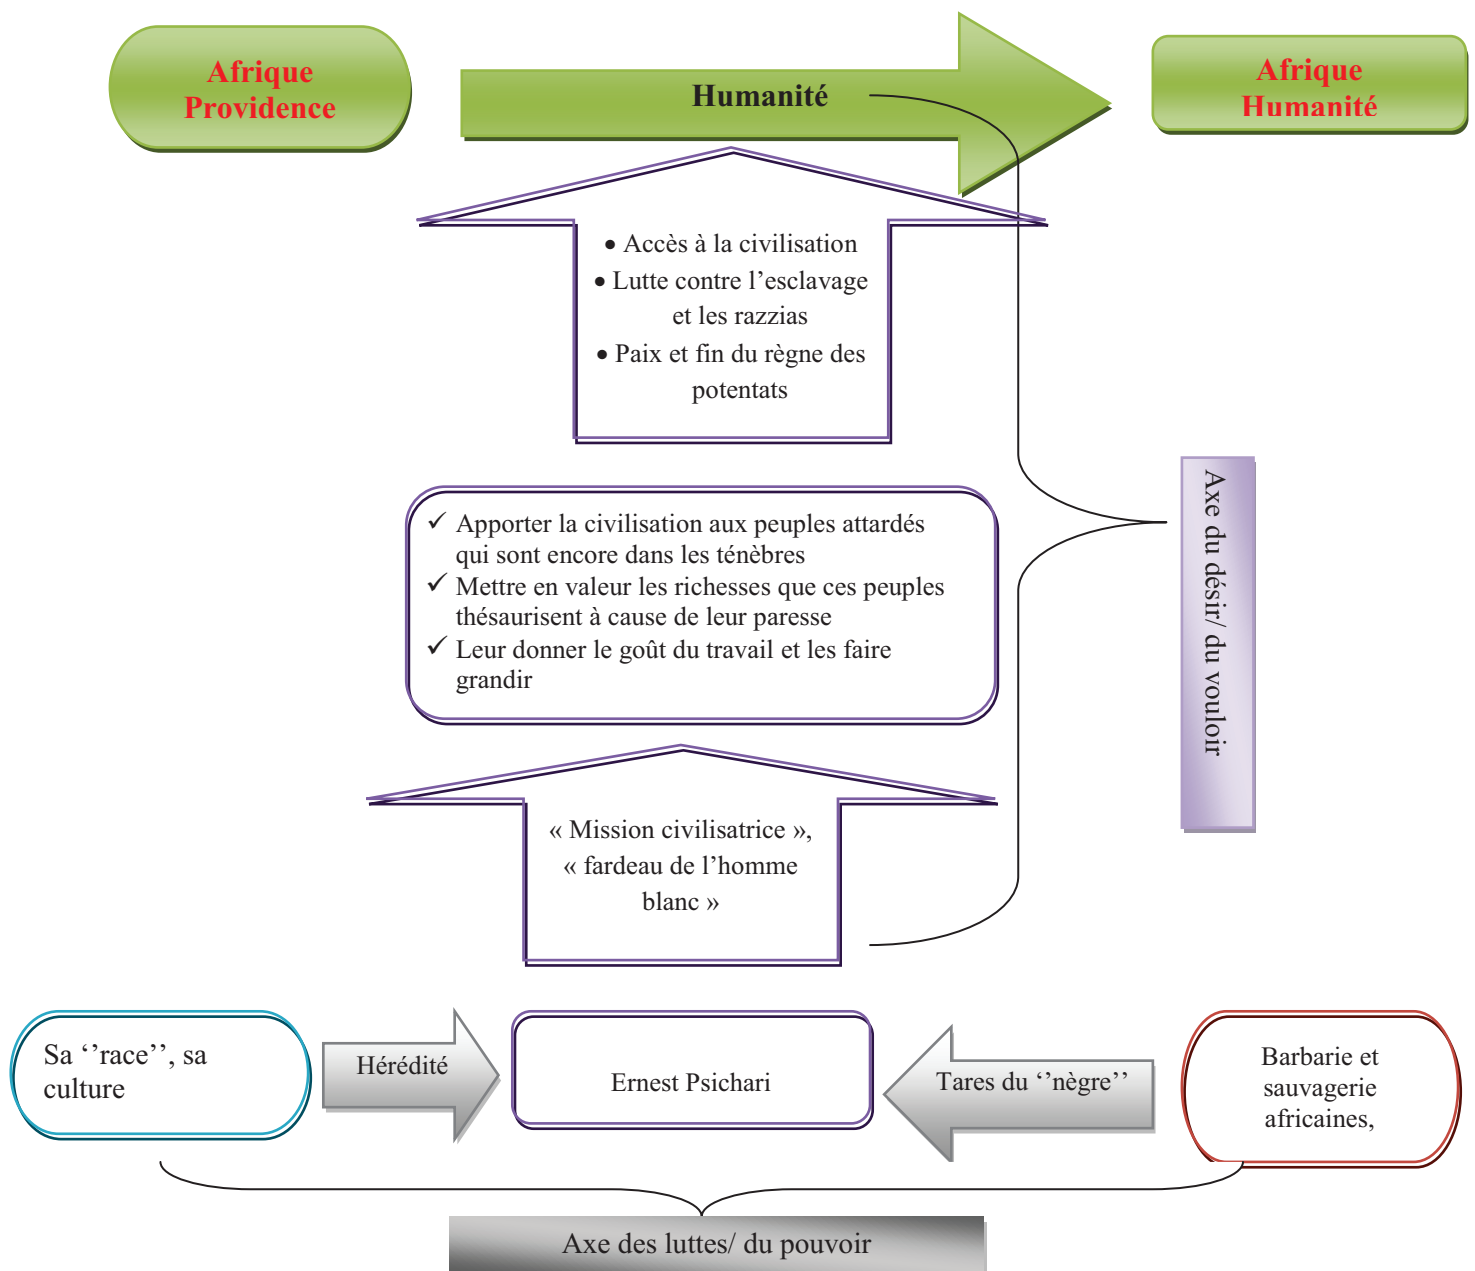 Afrique
Providence
Humanité
Afrique
Humanité
• Accès à la civilisation
• Lutte contre l’esclavage
et les razzias
• Paix et fin du règne des
potentats
✓ Apporter la civilisation aux peuples attardés
qui sont encore dans les ténèbres
✓ Mettre en valeur les richesses que ces peuples
thésaurisent à cause de leur paresse
✓ Leur donner le goût du travail et les faire
grandir
Axe du désir/ du vouloir
« Mission civilisatrice »,
« fardeau de l’homme
blanc »
Sa ‘’race’’, sa
culture
Hérédité
Ernest Psichari
Tares du ‘’nègre’’
Barbarie et
sauvagerie
africaines,
Axe des luttes/ du pouvoir